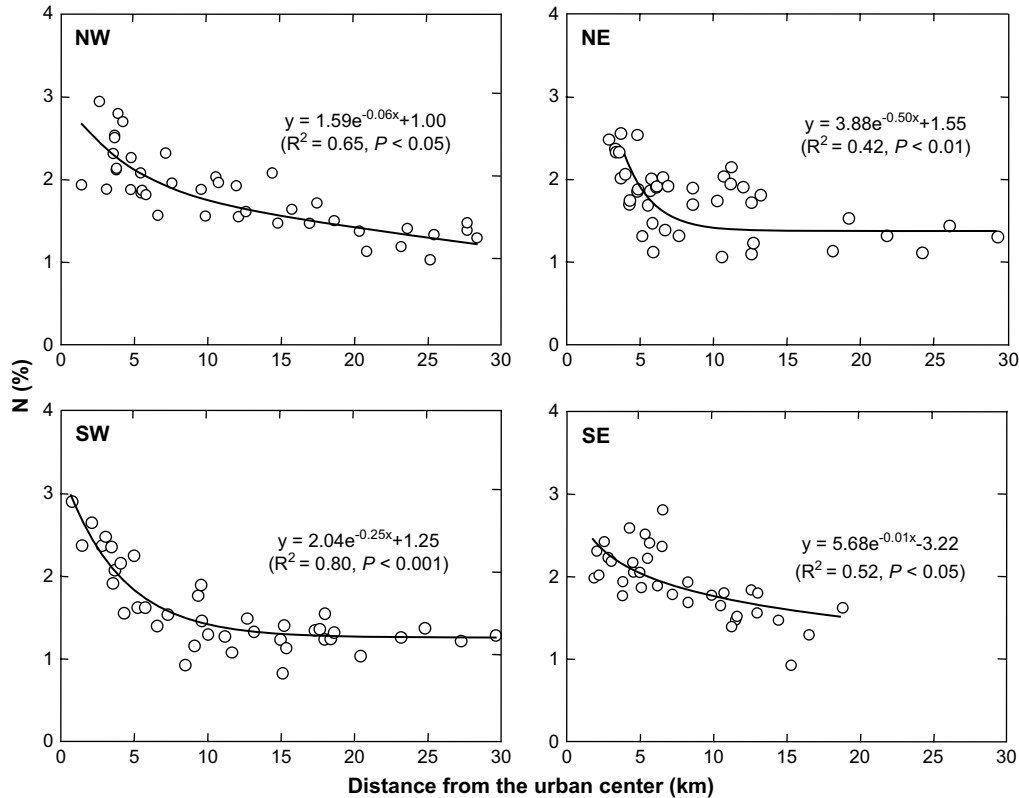 NW
y = 1.59e-0.06x+1.00
(R2 = 0.65, P < 0.05)
4
3
2
1
0
0 5 10 15 20 25 30
NE
y = 3.88e-0.50x+1.55
(R2 = 0.42, P < 0.01)
4
3
2
1
0
0 5 10 15 20 25 30
N (%)
SW
y = 2.04e-0.25x+1.25
(R2 = 0.80, P < 0.001)
4
3
2
1
0
0 5 10 15 20 25 30
SE
y = 5.68e-0.01x-3.22
(R2 = 0.52, P < 0.05)
4
3
2
1
0
0 5 10 15 20 25 30
Distance from the urban center (km)